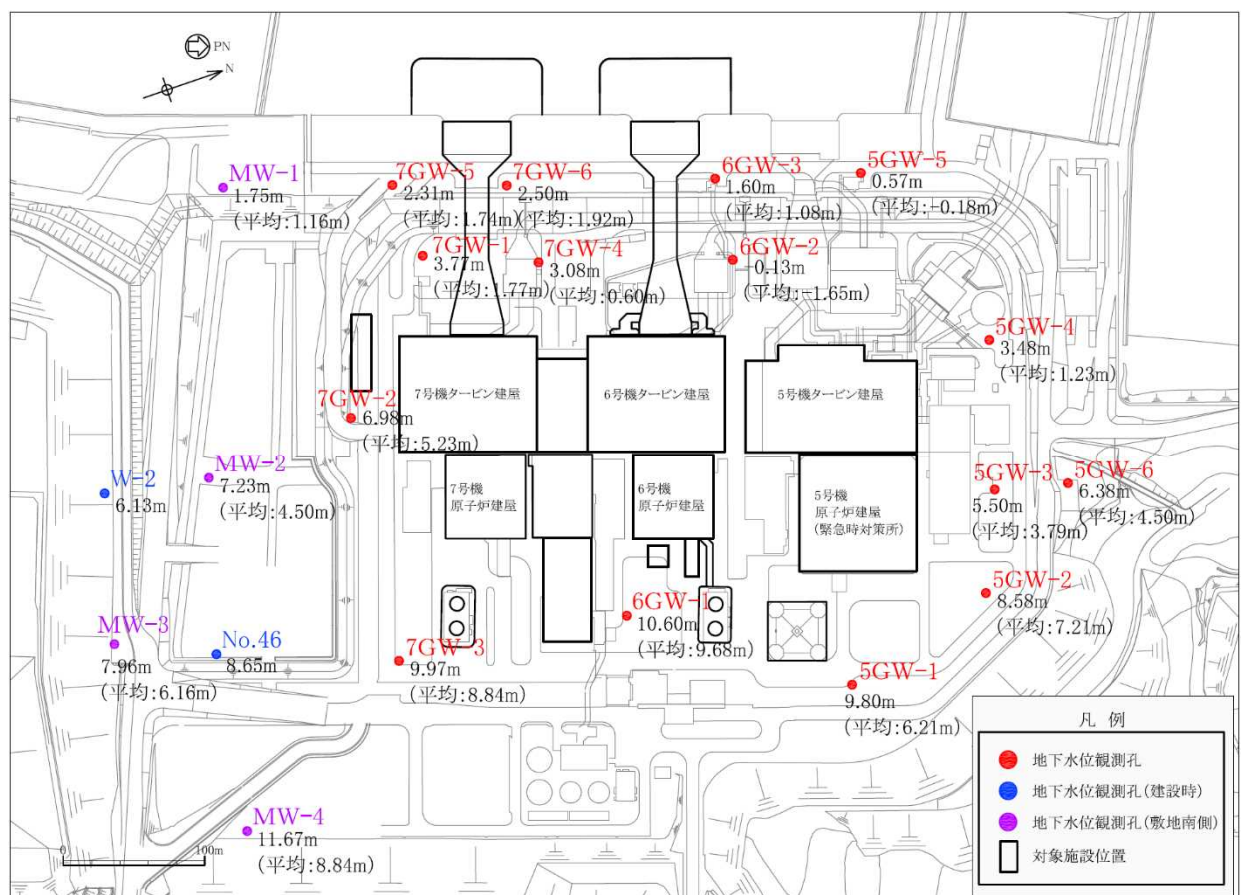 PN
N
MW-1
1.75m
(平均:1.16m)
7GW-5
2.31m
(平均:1.74m)
7GW-6
2.50m
(平均:1.92m)
6GW-3
1.60m
(平均:1.08m)
5GW-5
0.57m
(平均:-0.18m)
7GW-1
3.77m
(平均:1.77m)
7GW-4
3.08m
(平均:0.60m)
6GW-2
-0.13m
(平均:-1.65m)
5GW-4
3.48m
(平均:1.23m)
7GW-2
6.98m
(平均:5.23m)
7号機タービン建屋
6号機タービン建屋
5号機タービン建屋
W-2
6.13m
MW-2
7.23m
(平均:4.50m)
7号機
原子炉建屋
6号機
原子炉建屋
5号機
原子炉建屋
(緊急時対策所)
5GW-3
5.50m
(平均:3.79m)
5GW-6
6.38m
(平均:4.50m)
5GW-2
8.58m
(平均:7.21m)
MW-3
7.96m
(平均:6.16m)
No.46
8.65m
7GW-3
9.97m
(平均:8.84m)
6GW-1
10.60m
(平均:9.68m)
5GW-1
9.80m
(平均:6.21m)
MW-4
11.67m
(平均:8.84m)
0
100m
凡 例
地下水位観測孔
地下水位観測孔(建設時)
地下水位観測孔(敷地南側)
対象施設位置